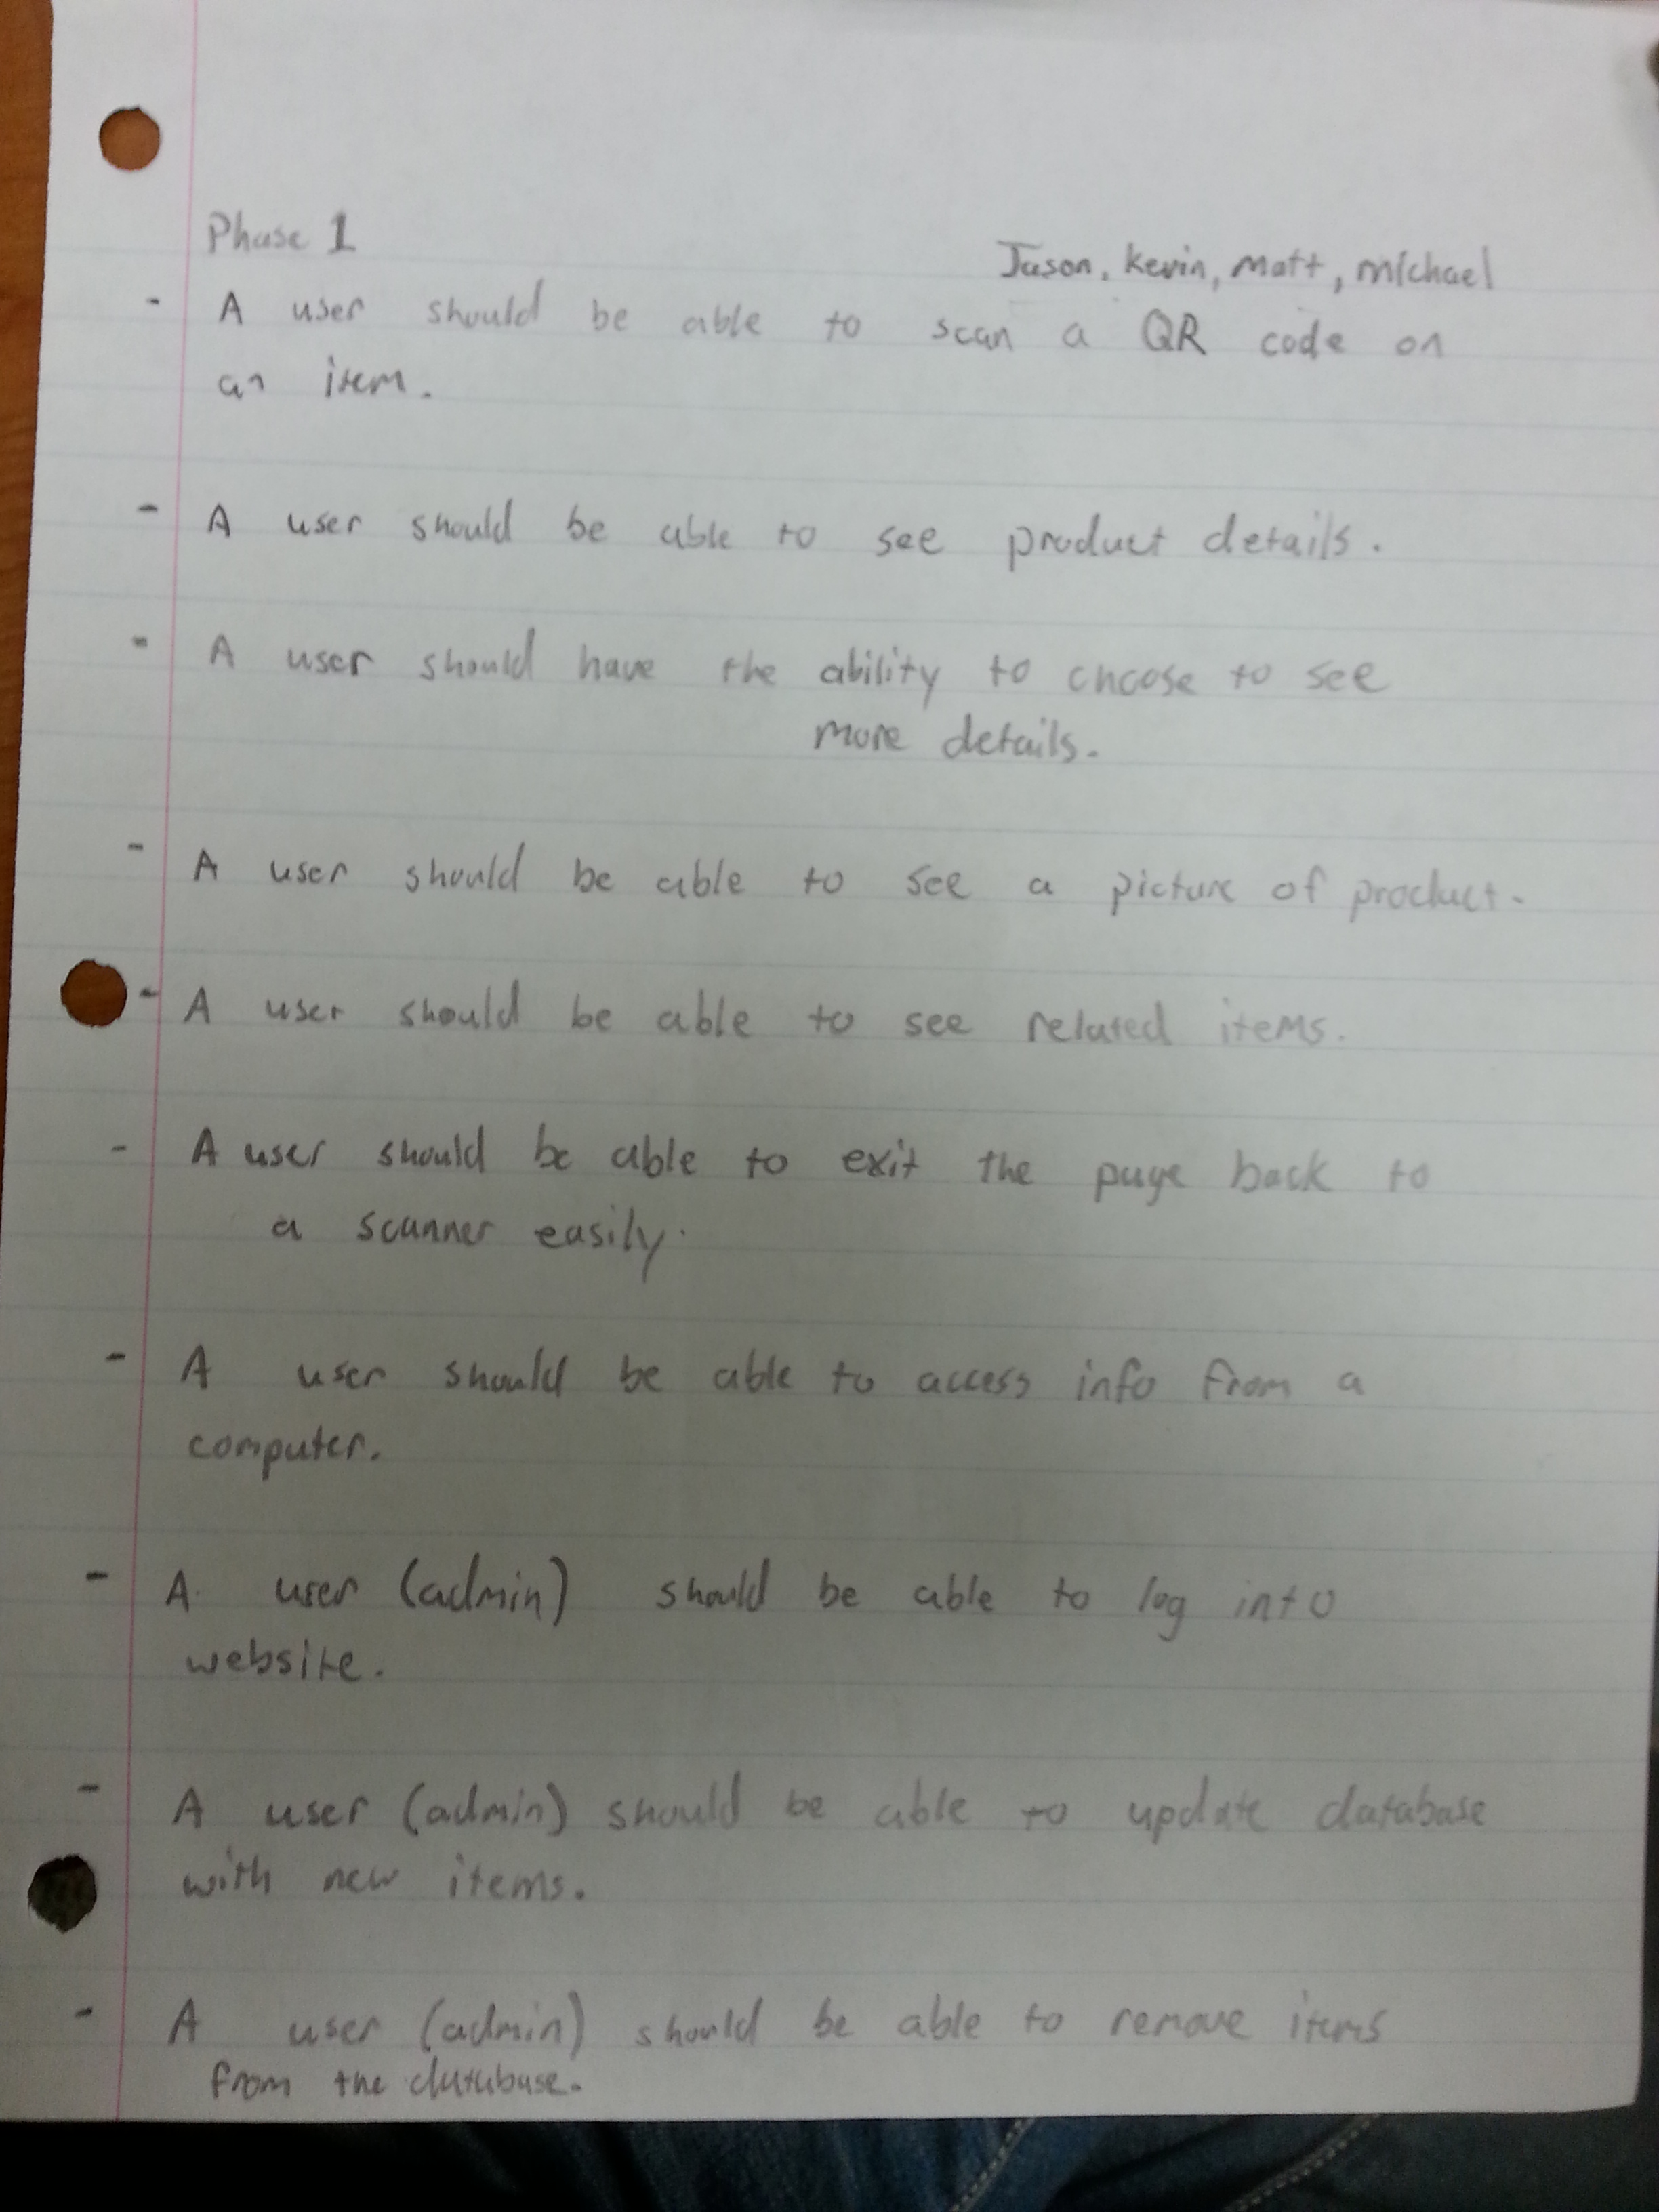 Phase 1
Jason, Kevin, Matt, Michael
- A user should be able to scan a QR code on
an item.
- A user should be able to see product details.
- A user should have the ability to choose to see
more details.
- A user should be able to see a picture of product.
- A user should be able to see related items.
- A user should be able to exit the page back to
a scanner easily.
- A user should be able to access info from a
computer.
- A user (admin) should be able to log into
website.
- A user (admin) should be able to update database
with new items.
- A user (admin) should be able to remove items
from the database.